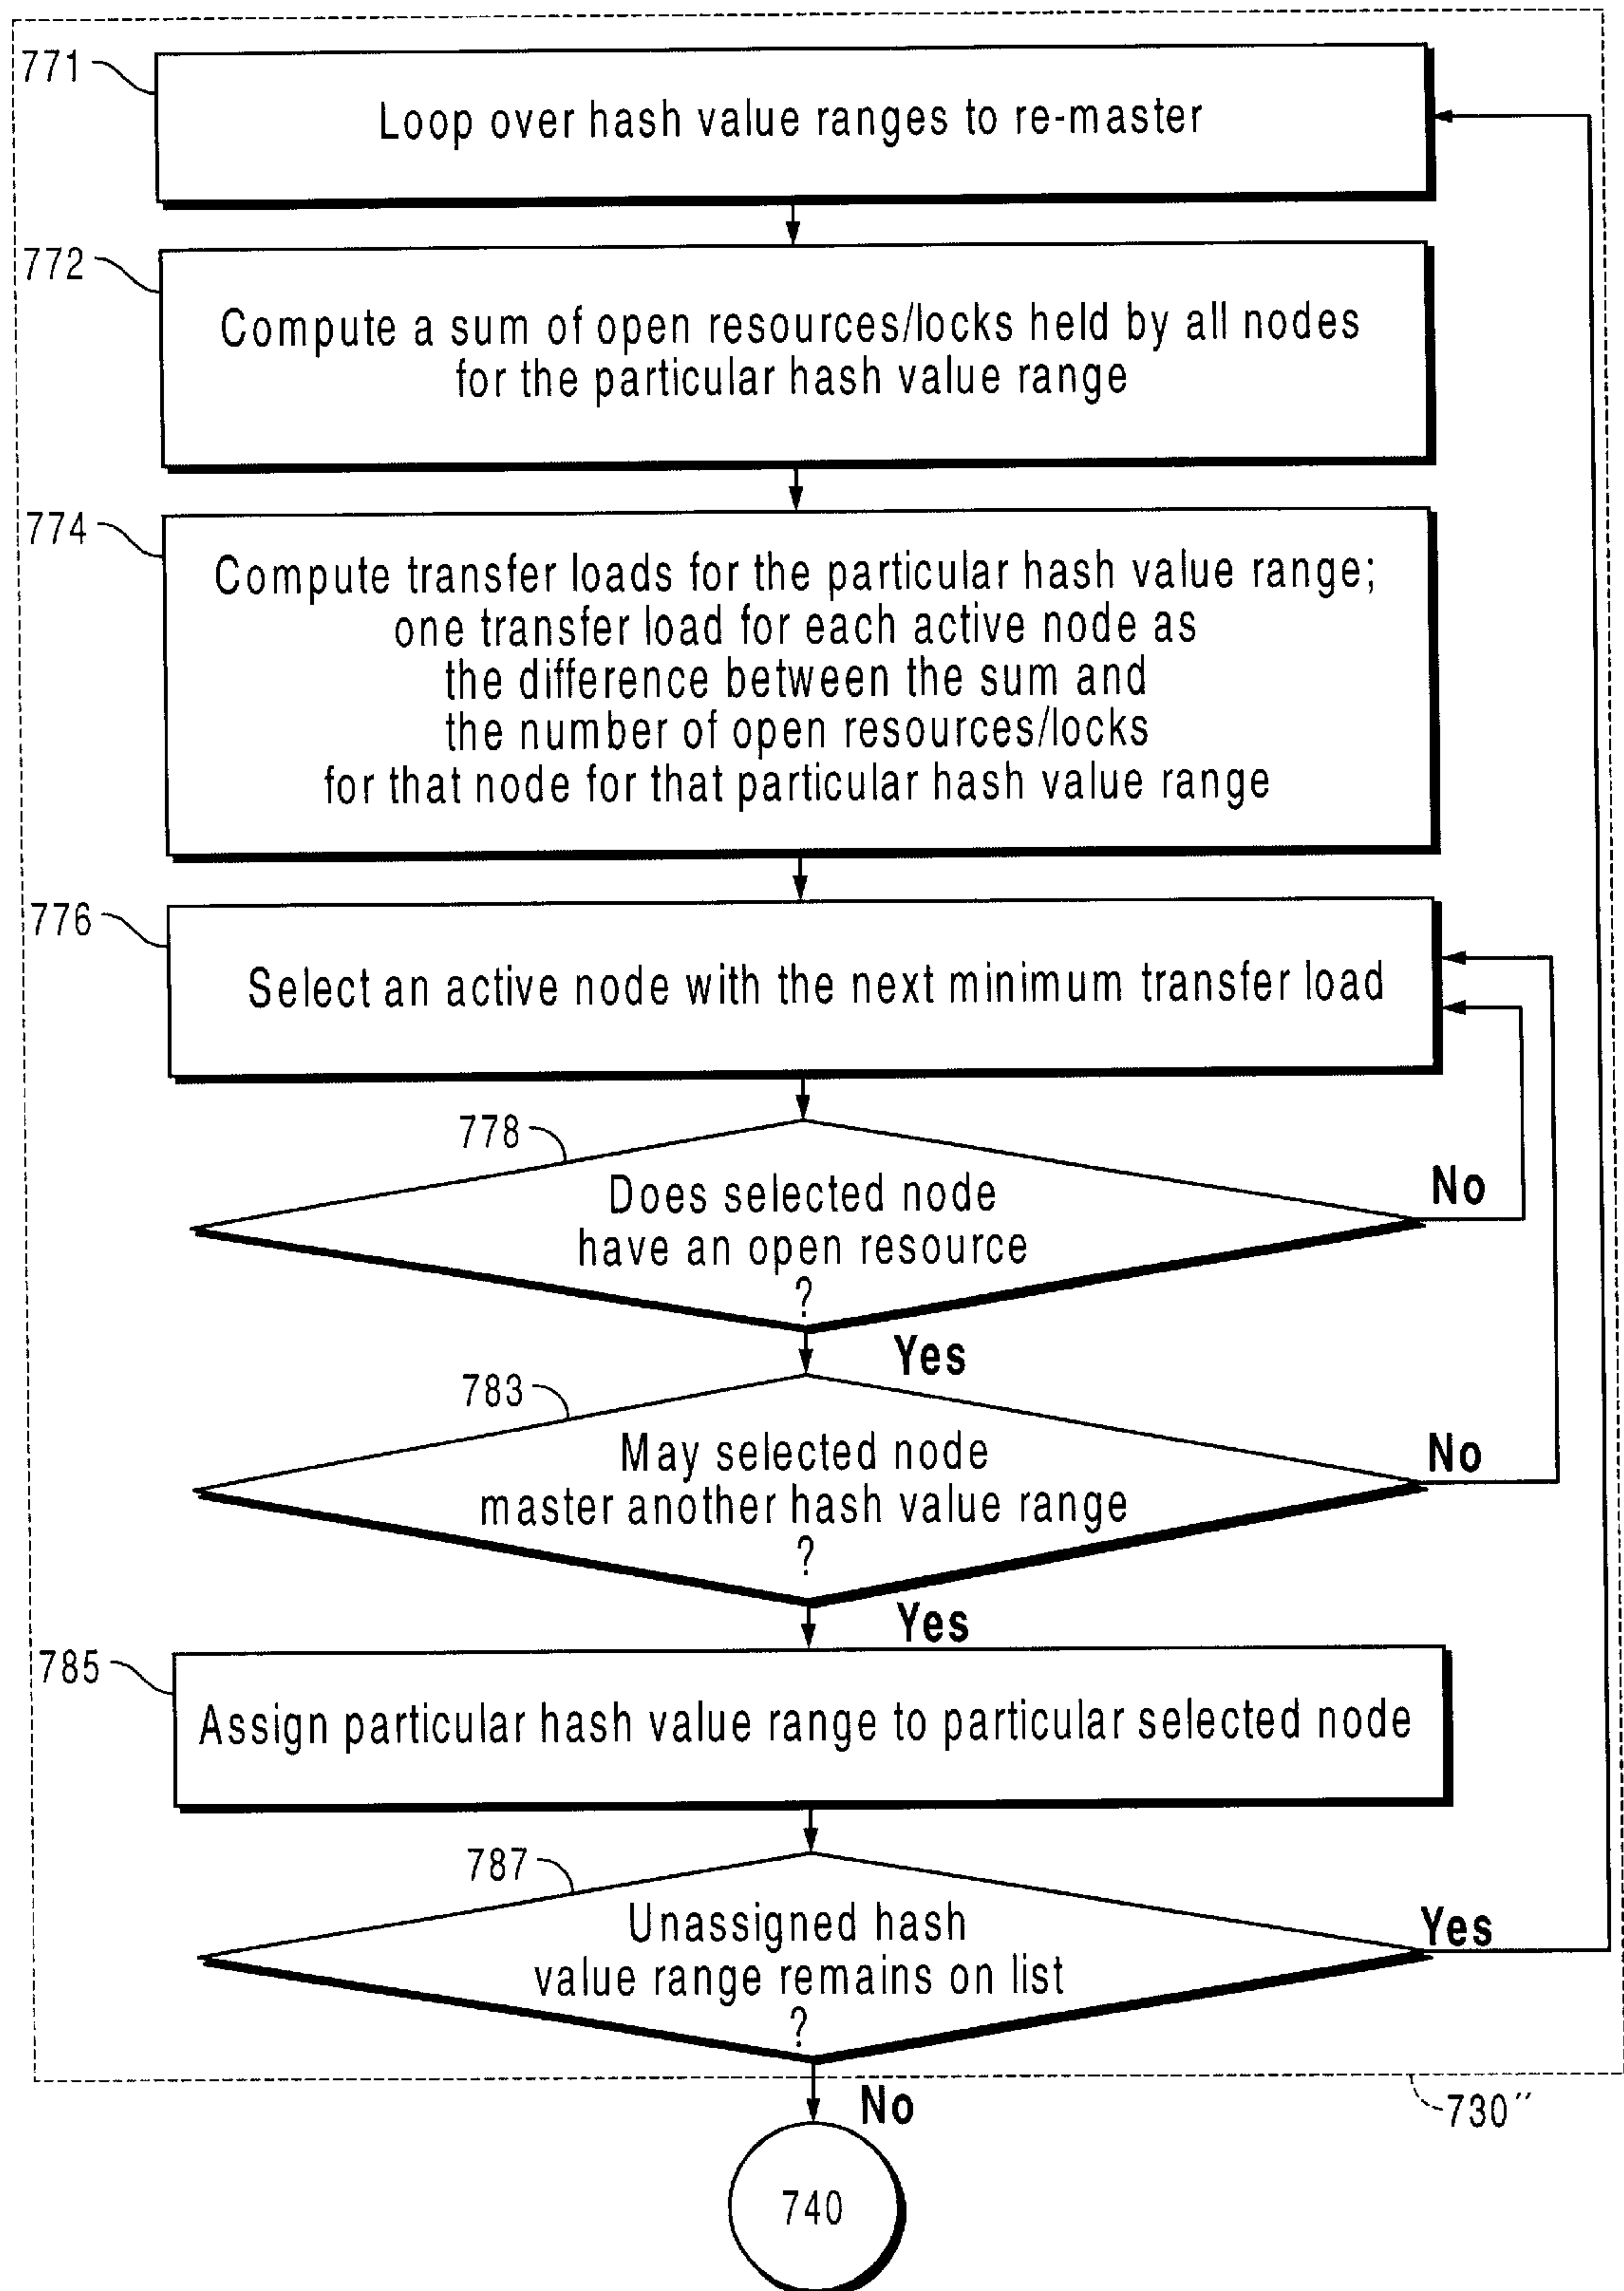 771
Loop over hash value ranges to re-master
772
Compute a sum of open resources/locks held by all nodes
for the particular hash value range
774
Compute transfer loads for the particular hash value range;
one transfer load for each active node as
the difference between the sum and
the number of open resources/locks
for that node for that particular hash value range
776
Select an active node with the next minimum transfer load
778
Does selected node
have an open resource
?
No
Yes
783
May selected node
master another hash value range
?
No
Yes
785
Assign particular hash value range to particular selected node
787
Unassigned hash
value range remains on list
?
Yes
No
730″
740